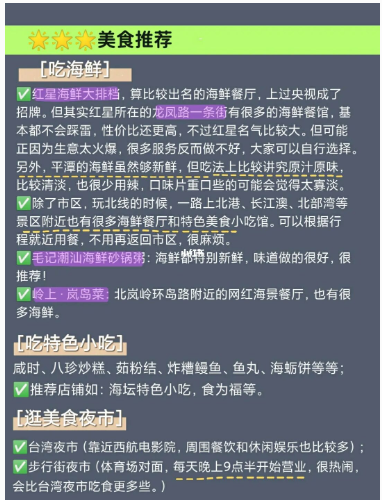 🌟🌟🌟美食推荐
[吃海鲜]
✅红星海鲜大排档，算比较出名的海鲜餐厅，上过央视成了
招牌。但其实红星所在的龙凤路一条街有很多的海鲜餐馆，基
本都不会踩雷，性价比还更高，不过红星名气比较大。但可能
正因为生意太火爆，很多服务反而做不好，大家可以自行选择。
另外，平潭的海鲜虽然够新鲜，但吃法上比较讲究原汁原味，
比较清淡，也很少用辣，口味片重口些的可能会觉得太寡淡。
✅除了市区，玩北线的时候，一路上北港、长江澳、北部湾等
景区附近也有很多海鲜餐厅和特色美食小吃馆。可以根据行
程就近用餐，不用再返回市区，很麻烦。
✅毛记潮汕海鲜砂锅粥：海鲜都特别新鲜，味道做的很好，很
推荐！
✅岭上·岚岛菜：北岚岭环岛路附近的网红海景餐厅，也有很
多海鲜。
[吃特色小吃]
咸时、八珍炒糕、茹粉结、炸糟鳗鱼、鱼丸、海蛎饼等等；
✅推荐店铺如：海坛特色小吃，食为福等。
[逛美食夜市]
✅台湾夜市（靠近西航电影院，周围餐饮和休闲娱乐也比较多）；
✅步行街夜市（体育场对面，每天晚上9点半开始营业，很热闹，
会比台湾夜市吃食更多些。）